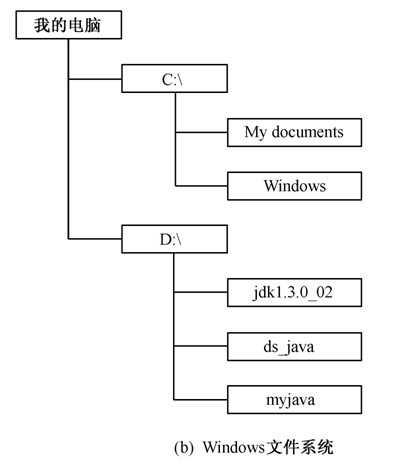 我的电脑
C:\
My documents
Windows
D:\
jdk1.3.0_02
ds_java
myjava
(b) Windows文件系统